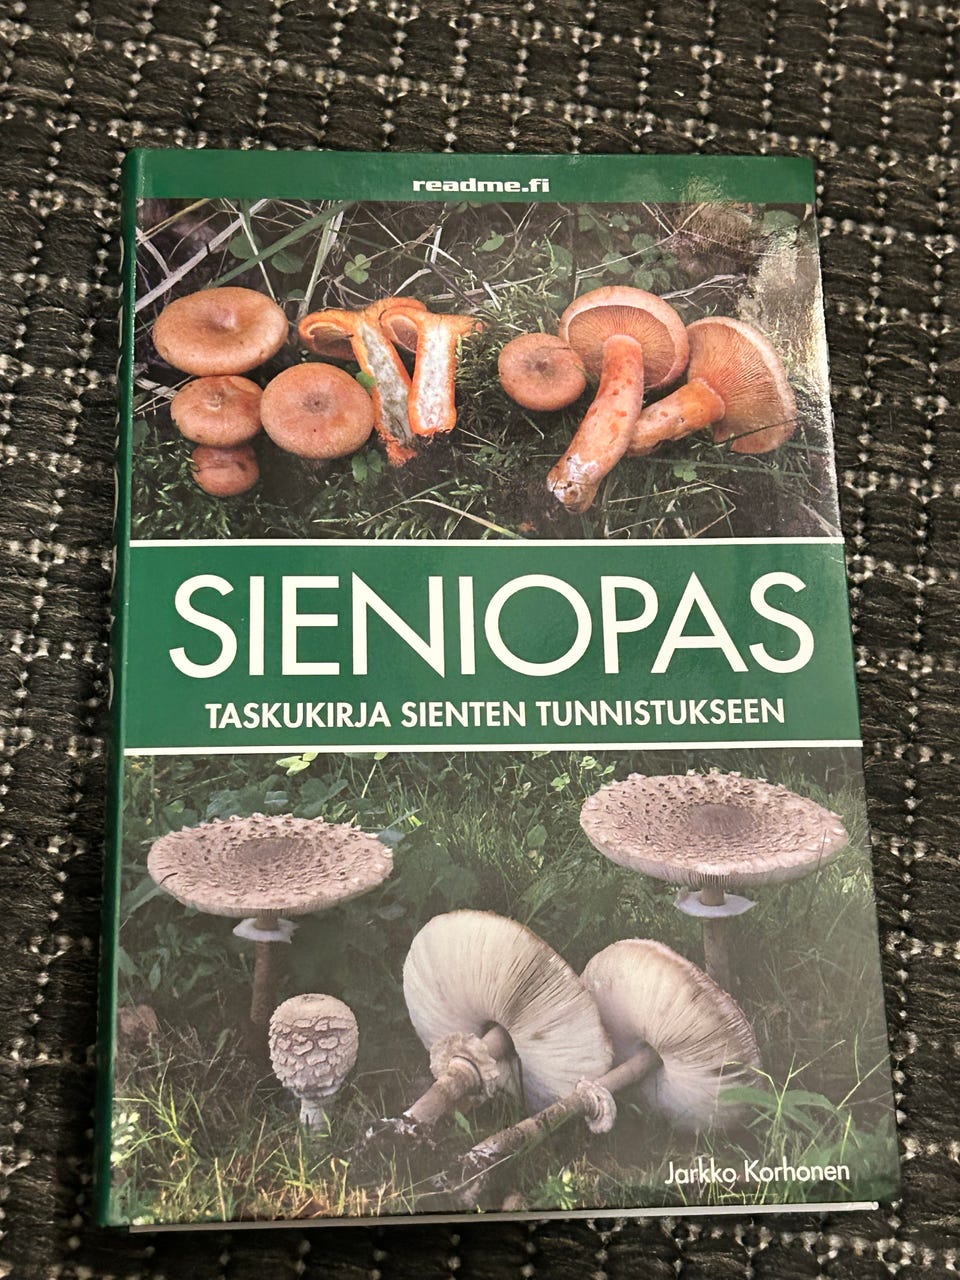 readme.fi
SIENIOPAS
TASKUKIRJA SIENTEN TUNNISTUKSEEN
Jarkko Korhonen